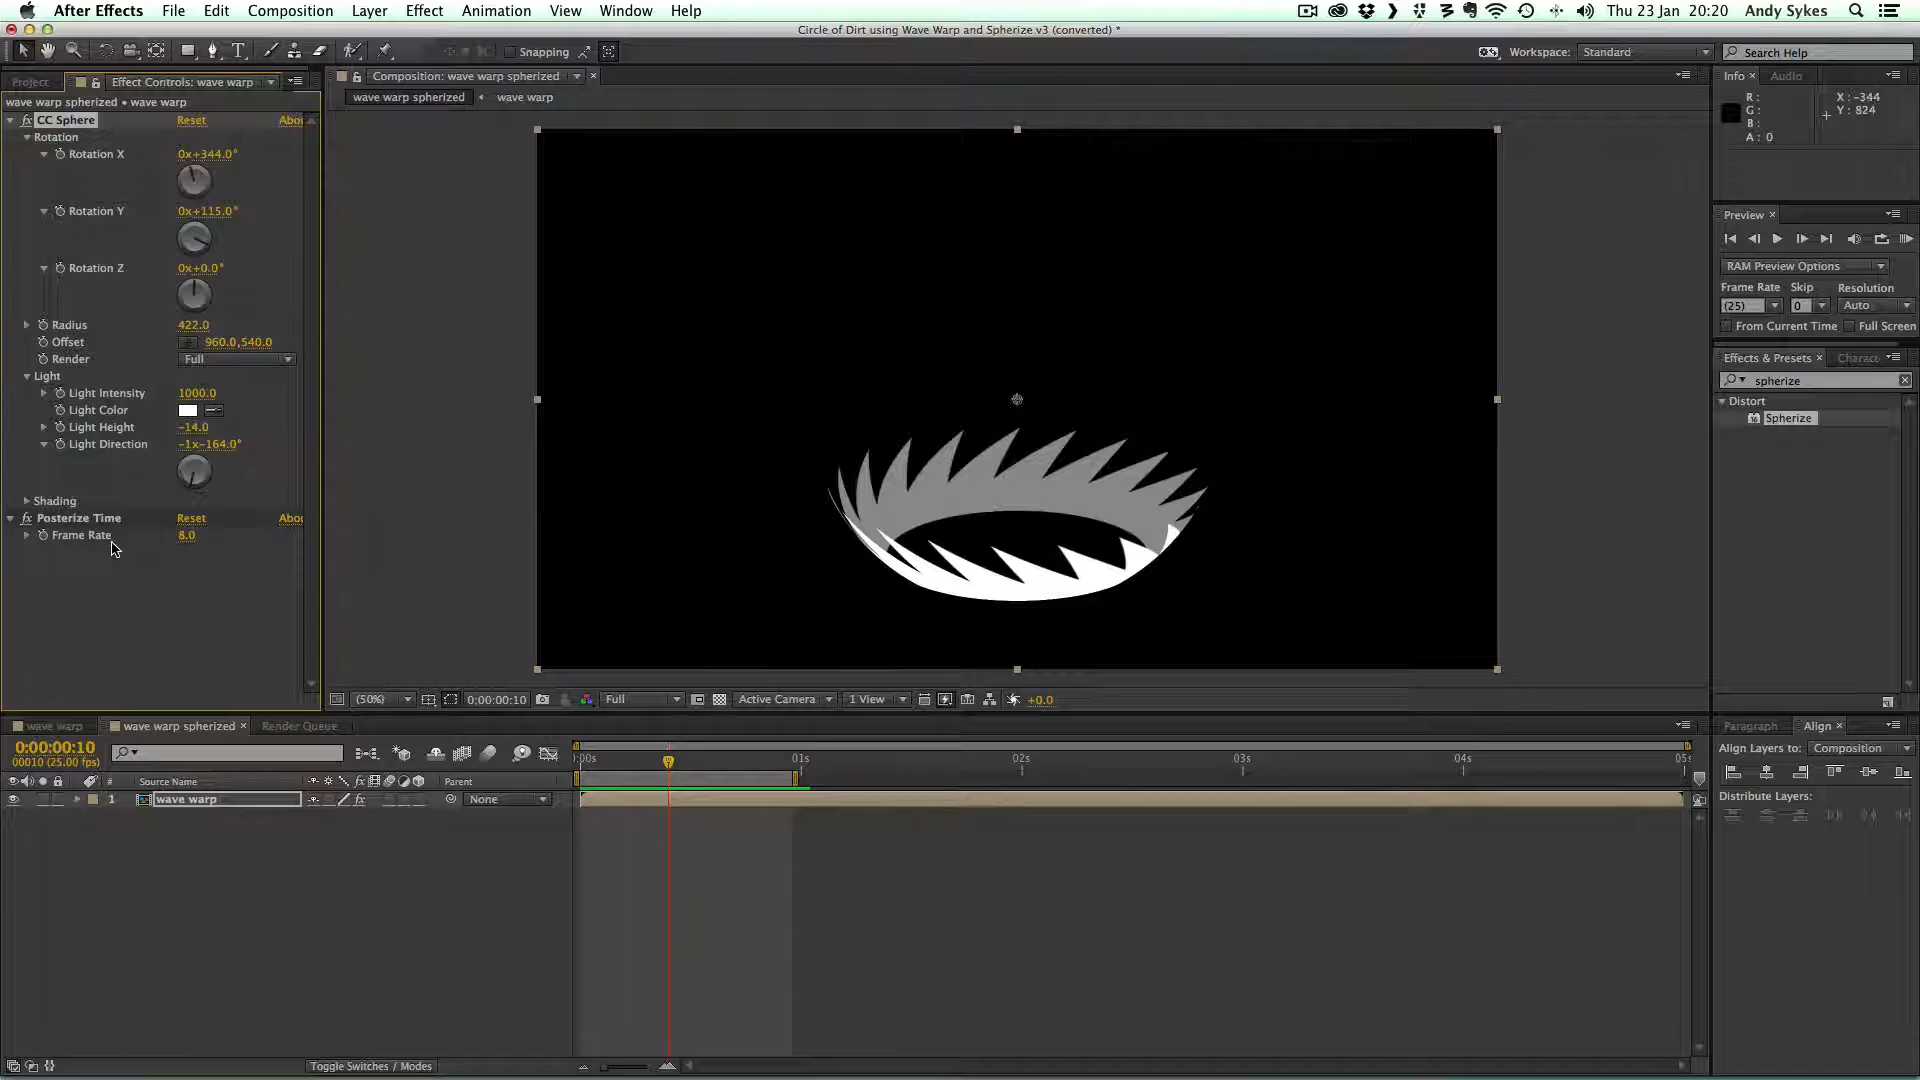 After Effects File Edit Composition Layer Effect Animation View Window Help Thu 23 Jan 20:20 Andy Sykes
Circle of Dirt using Wave Warp and Spherize v3 (converted) *
Snapping Workspace: Standard Search Help
Project Effect Controls: wave warp
wave warp spherized • wave warp
CC Sphere Reset Abou
Rotation
Rotation X 0x+344.0°
Rotation Y 0x+115.0°
Rotation Z 0x+0.0°
Radius 422.0
Offset 960.0,540.0
Render Full
Light
Light Intensity 1000.0
Light Color
Light Height -14.0
Light Direction -1x-164.0°
Shading
Posterize Time Reset Abou
Frame Rate 8.0
Composition: wave warp spherized
wave warp spherized wave warp
(50%) 0:00:00:10 Full Active Camera 1 View +0.0
Info Audio
R : X : -344
G : Y : 824
B :
A : 0
Preview
RAM Preview Options
Frame Rate Skip Resolution
(25) 0 Auto
From Current Time Full Screen
Effects & Presets Charac
spherize
Distort
Spherize
wave warp wave warp spherized Render Queue
0:00:00:10
00010 (25.00 fps)
:00s 01s 02s 03s 04s 05s
# Source Name Parent
1 wave warp None
Toggle Switches / Modes
Paragraph Align
Align Layers to: Composition
Distribute Layers: